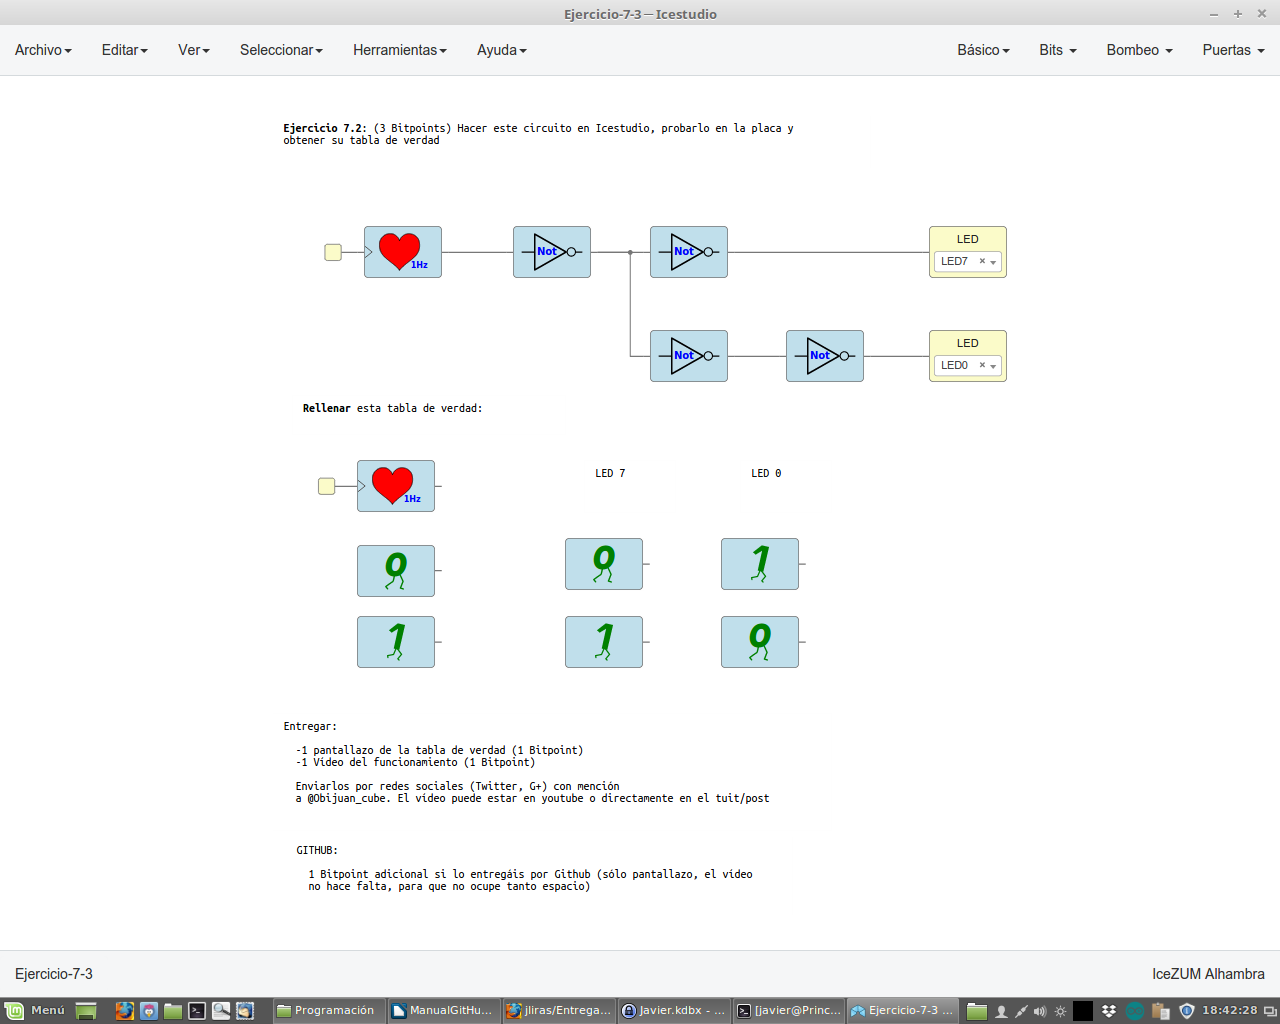 Ejercicio-7-3 — Icestudio
Archivo Editar Ver Seleccionar Herramientas Ayuda Básico Bits Bombeo Puertas
Ejercicio 7.2: (3 Bitpoints) Hacer este circuito en Icestudio, probarlo en la placa y
obtener su tabla de verdad
1Hz Not Not LED
LED7
Not Not LED
LED0
Rellenar esta tabla de verdad:
1Hz LED 7 LED 0
0 0 1
1 1 0
Entregar:
-1 pantallazo de la tabla de verdad (1 Bitpoint)
-1 Video del funcionamiento (1 Bitpoint)
Enviarlos por redes sociales (Twitter, G+) con mención
a @Obijuan_cube. El video puede estar en youtube o directamente en el tuit/post
GITHUB:
1 Bitpoint adicional si lo entregáis por Github (sólo pantallazo, el video
no hace falta, para que no ocupe tanto espacio)
Ejercicio-7-3 IceZUM Alhambra
Menú Programación ManualGitHu... jliras/Entrega... Javier.kdbx - ... [javier@Princ... Ejercicio-7-3 ... 18:42:28